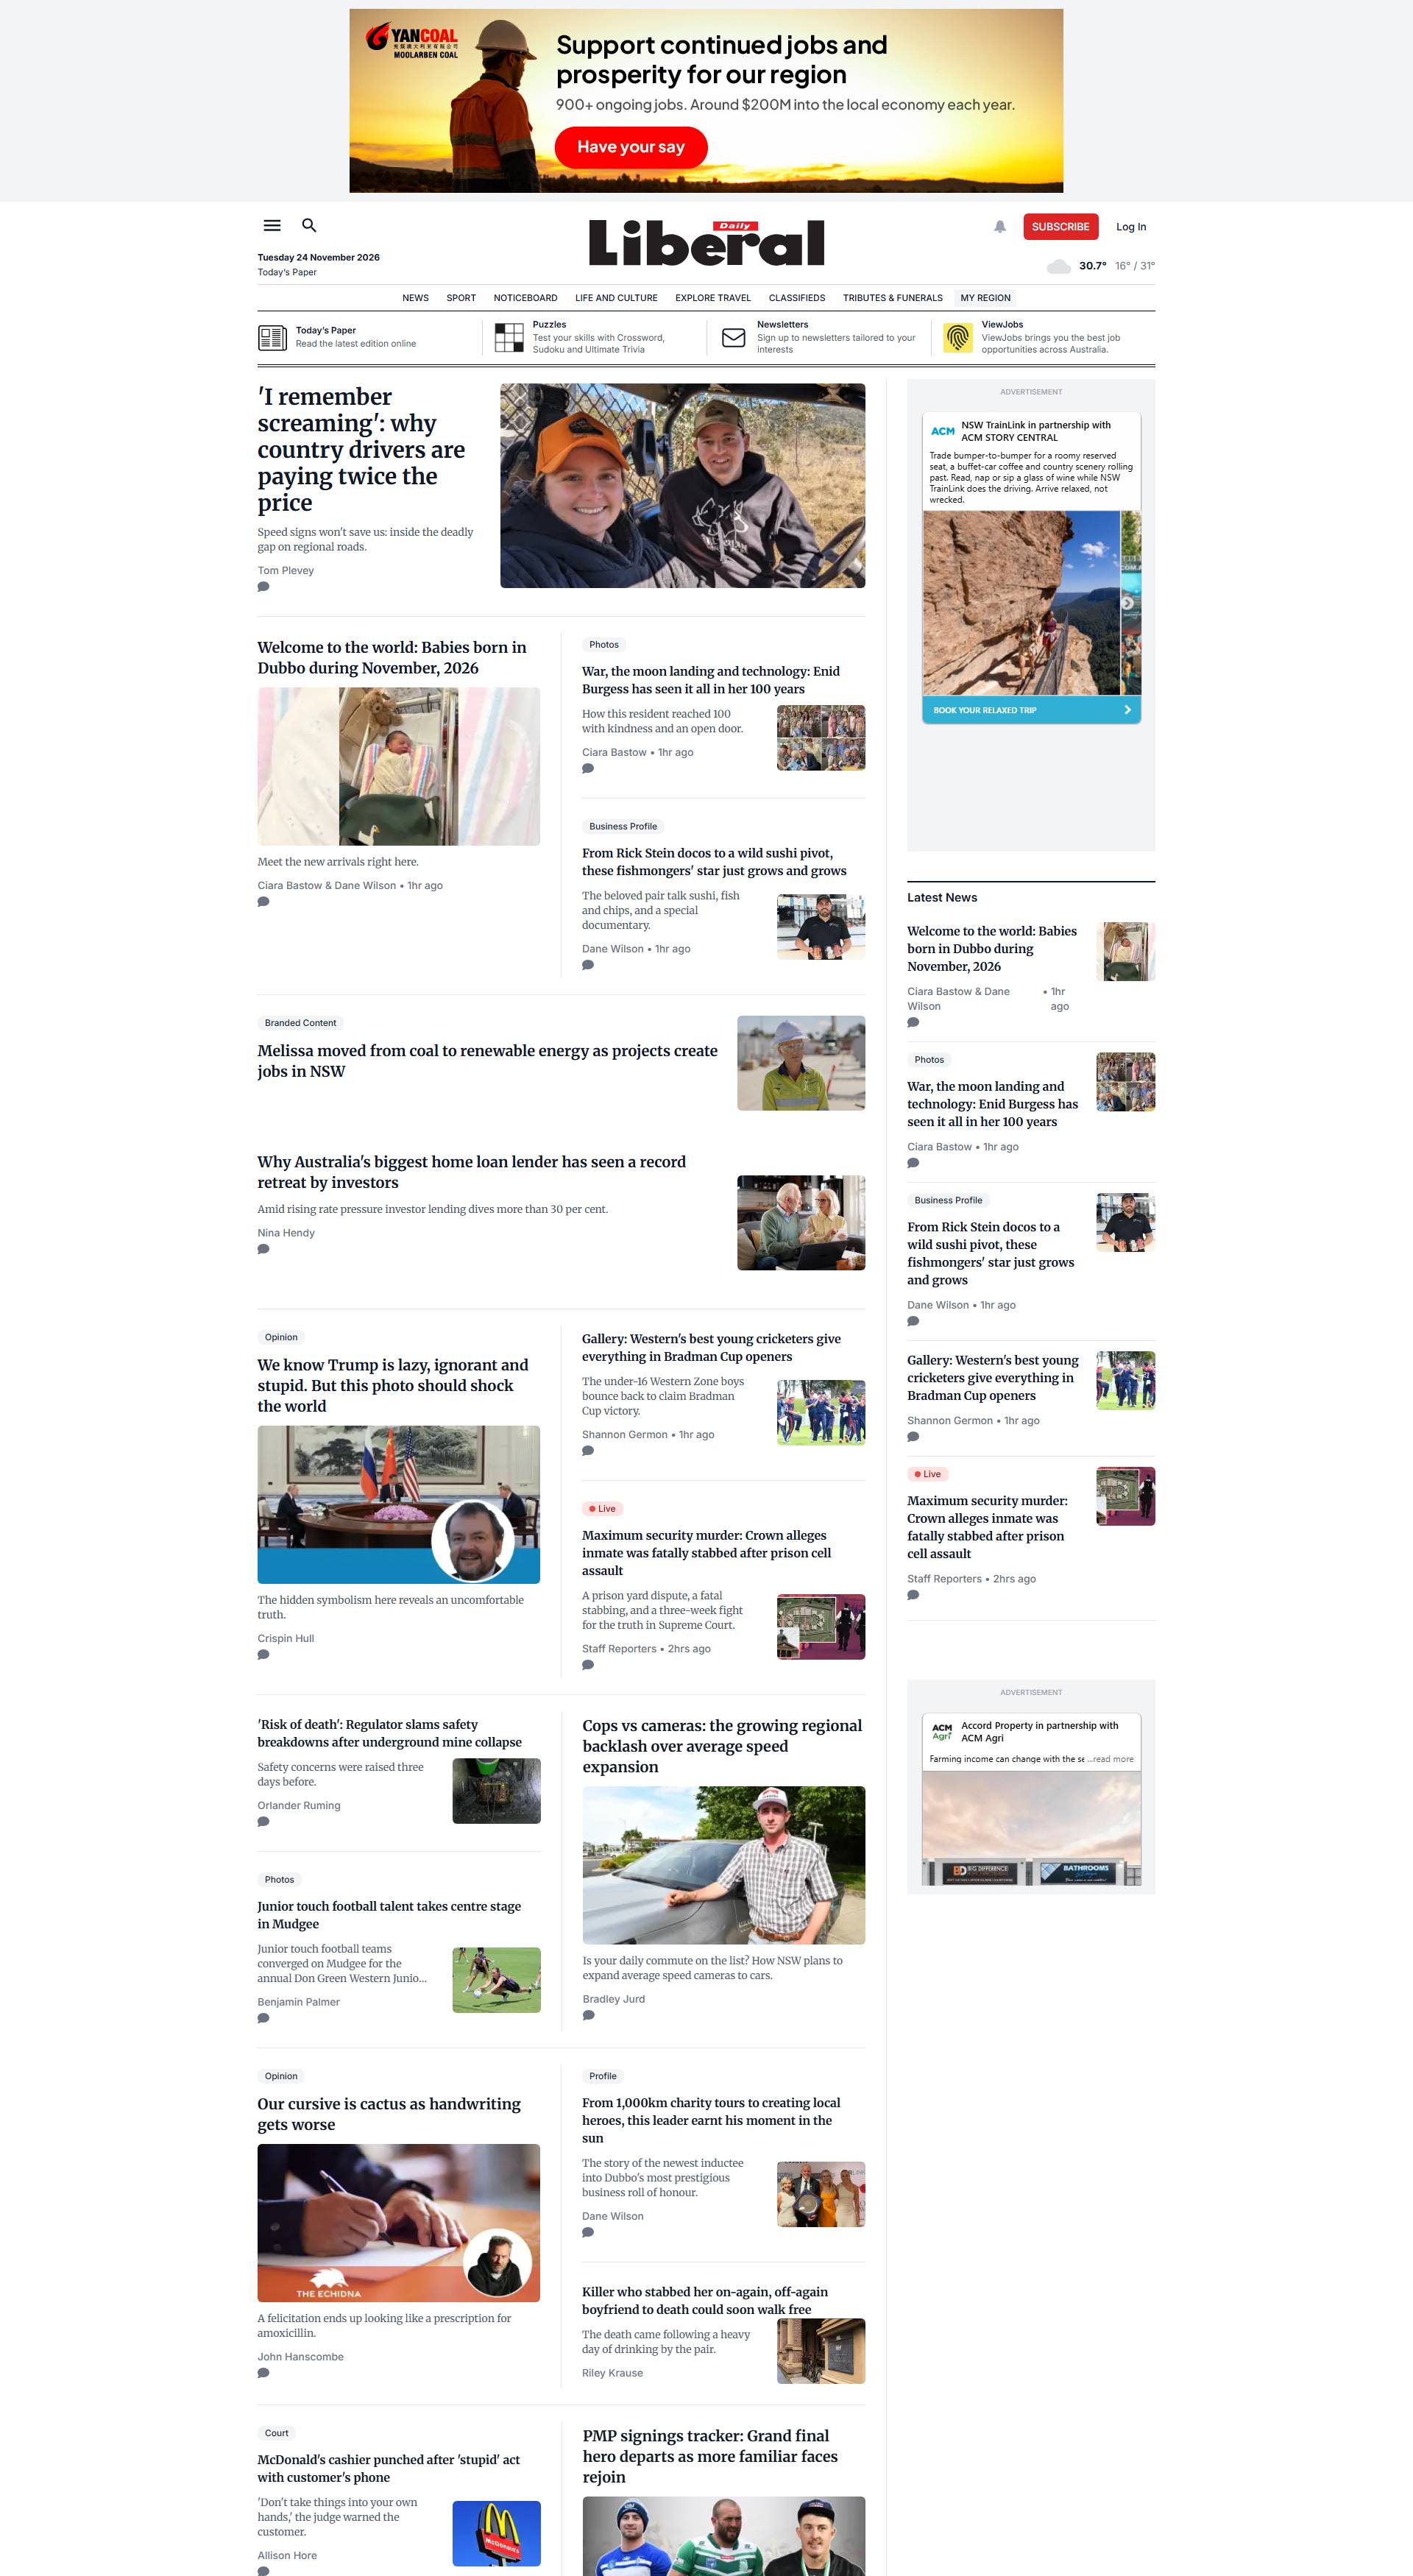 YANCOAL
MOOLARBEN COAL
Support continued jobs and
prosperity for our region
900+ ongoing jobs. Around $200M into the local economy each year.
Have your say
Daily
Liberal
SUBSCRIBE
Log In
Tuesday 24 November 2026
Today's Paper
30.7° 16° / 31°
NEWS SPORT NOTICEBOARD LIFE AND CULTURE EXPLORE TRAVEL CLASSIFIEDS TRIBUTES & FUNERALS MY REGION
Today's Paper
Read the latest edition online
Puzzles
Test your skills with Crossword,
Sudoku and Ultimate Trivia
Newsletters
Sign up to newsletters tailored to your
interests
ViewJobs
ViewJobs brings you the best job
opportunities across Australia.
'I remember
screaming': why
country drivers are
paying twice the
price
Speed signs won't save us: inside the deadly
gap on regional roads.
Tom Plevey
Welcome to the world: Babies born in
Dubbo during November, 2026
Meet the new arrivals right here.
Ciara Bastow & Dane Wilson • 1hr ago
Photos
War, the moon landing and technology: Enid
Burgess has seen it all in her 100 years
How this resident reached 100
with kindness and an open door.
Ciara Bastow • 1hr ago
Business Profile
From Rick Stein docos to a wild sushi pivot,
these fishmongers' star just grows and grows
The beloved pair talk sushi, fish
and chips, and a special
documentary.
Dane Wilson • 1hr ago
Branded Content
Melissa moved from coal to renewable energy as projects create
jobs in NSW
Why Australia's biggest home loan lender has seen a record
retreat by investors
Amid rising rate pressure investor lending dives more than 30 per cent.
Nina Hendy
Opinion
We know Trump is lazy, ignorant and
stupid. But this photo should shock
the world
The hidden symbolism here reveals an uncomfortable
truth.
Crispin Hull
Gallery: Western's best young cricketers give
everything in Bradman Cup openers
The under-16 Western Zone boys
bounce back to claim Bradman
Cup victory.
Shannon Germon • 1hr ago
Live
Maximum security murder: Crown alleges
inmate was fatally stabbed after prison cell
assault
A prison yard dispute, a fatal
stabbing, and a three-week fight
for the truth in Supreme Court.
Staff Reporters • 2hrs ago
'Risk of death': Regulator slams safety
breakdowns after underground mine collapse
Safety concerns were raised three
days before.
Orlander Ruming
Photos
Junior touch football talent takes centre stage
in Mudgee
Junior touch football teams
converged on Mudgee for the
annual Don Green Western Junio...
Benjamin Palmer
Cops vs cameras: the growing regional
backlash over average speed
expansion
Is your daily commute on the list? How NSW plans to
expand average speed cameras to cars.
Bradley Jurd
Opinion
Our cursive is cactus as handwriting
gets worse
THE ECHIDNA
A felicitation ends up looking like a prescription for
amoxicillin.
John Hanscombe
Profile
From 1,000km charity tours to creating local
heroes, this leader earnt his moment in the
sun
The story of the newest inductee
into Dubbo's most prestigious
business roll of honour.
Dane Wilson
Killer who stabbed her on-again, off-again
boyfriend to death could soon walk free
The death came following a heavy
day of drinking by the pair.
Riley Krause
Court
McDonald's cashier punched after 'stupid' act
with customer's phone
'Don't take things into your own
hands,' the judge warned the
customer.
Allison Hore
McDonald's
PMP signings tracker: Grand final
hero departs as more familiar faces
rejoin
ADVERTISEMENT
ACM
NSW TrainLink in partnership with
ACM STORY CENTRAL
Trade bumper-to-bumper for a roomy reserved
seat, a buffet-car coffee and country scenery rolling
past. Read, nap or sip a glass of wine while NSW
TrainLink does the driving. Arrive relaxed, not
wrecked.
BOOK YOUR RELAXED TRIP
Latest News
Welcome to the world: Babies
born in Dubbo during
November, 2026
Ciara Bastow & Dane
Wilson
• 1hr
ago
Photos
War, the moon landing and
technology: Enid Burgess has
seen it all in her 100 years
Ciara Bastow • 1hr ago
Business Profile
From Rick Stein docos to a
wild sushi pivot, these
fishmongers' star just grows
and grows
Dane Wilson • 1hr ago
Gallery: Western's best young
cricketers give everything in
Bradman Cup openers
Shannon Germon • 1hr ago
Live
Maximum security murder:
Crown alleges inmate was
fatally stabbed after prison
cell assault
Staff Reporters • 2hrs ago
ADVERTISEMENT
ACM
Agri
Accord Property in partnership with
ACM Agri
Farming income can change with the se ...read more
BD BIG DIFFERENCE
BATHROOMS